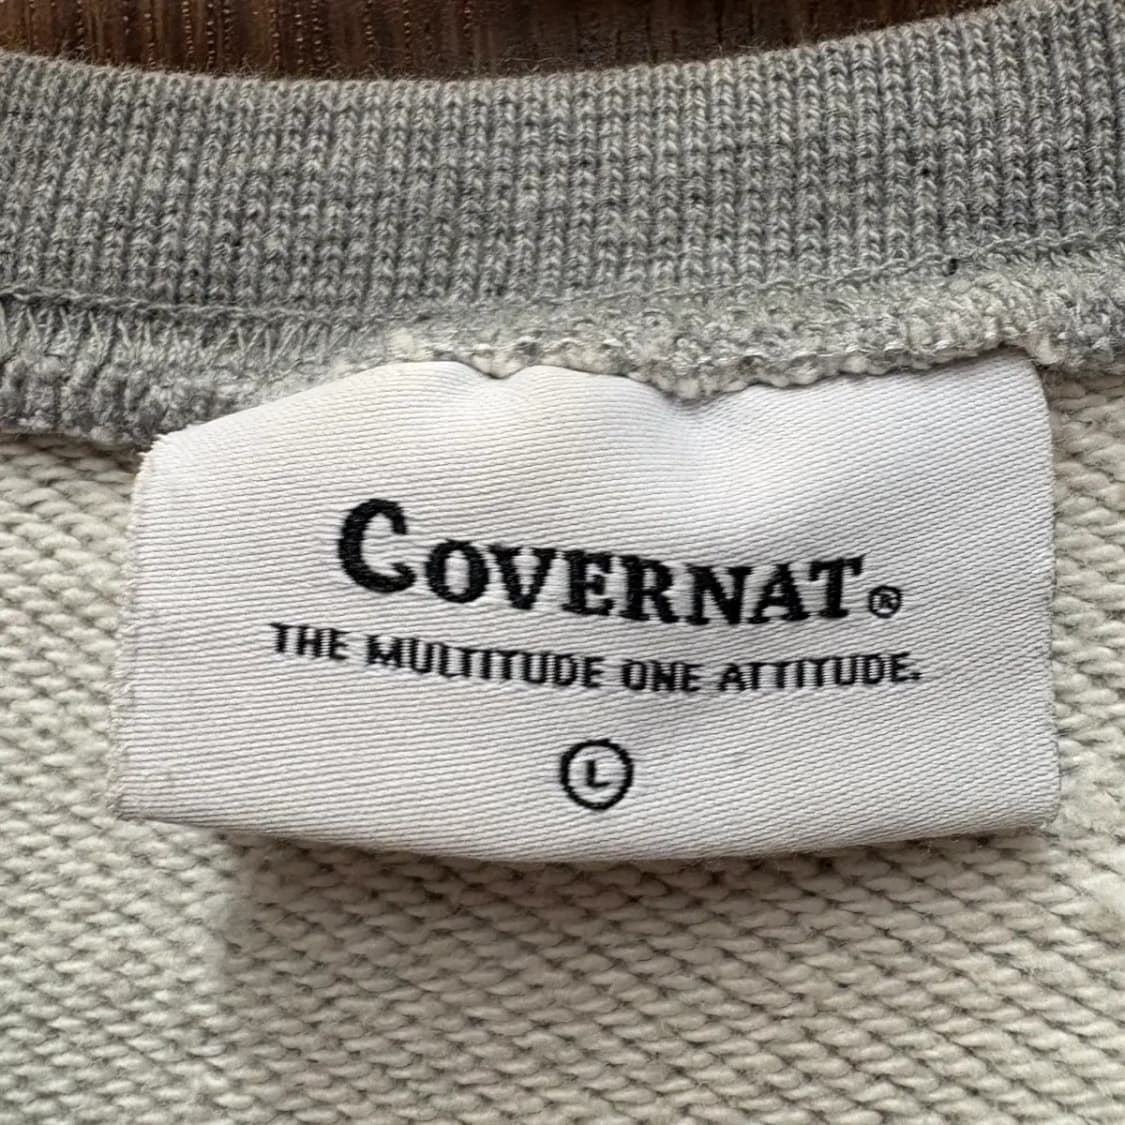 COVERNAT®
THE MULTITUDE ONE ATTITUDE.
L